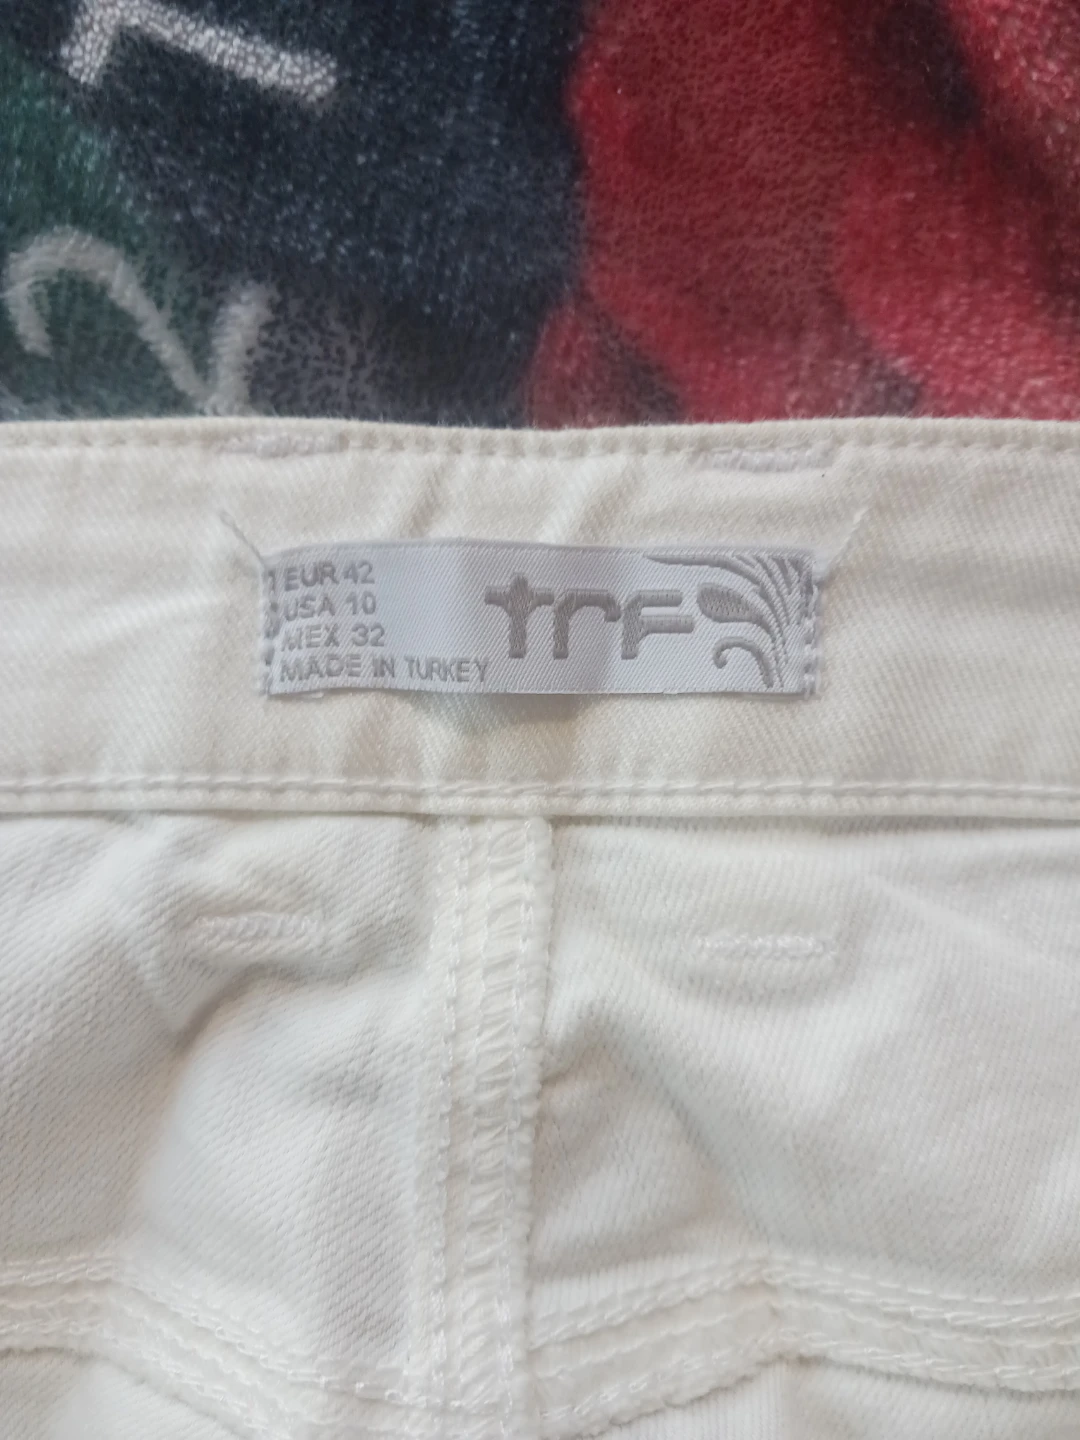 EUR 42
USA 10
MEX 32
MADE IN TURKEY
trf